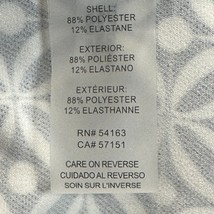 SHELL:
88% POLYESTER
12% ELASTANE
EXTERIOR:
88% POLIÉSTER
12% ELASTANO
EXTÉRIEUR:
88% POLYESTER
12% ELASTHANNE
RN# 54163
CA# 57151
CARE ON REVERSE
CUIDADO AL REVERSO
SOIN SUR L'INVERSE